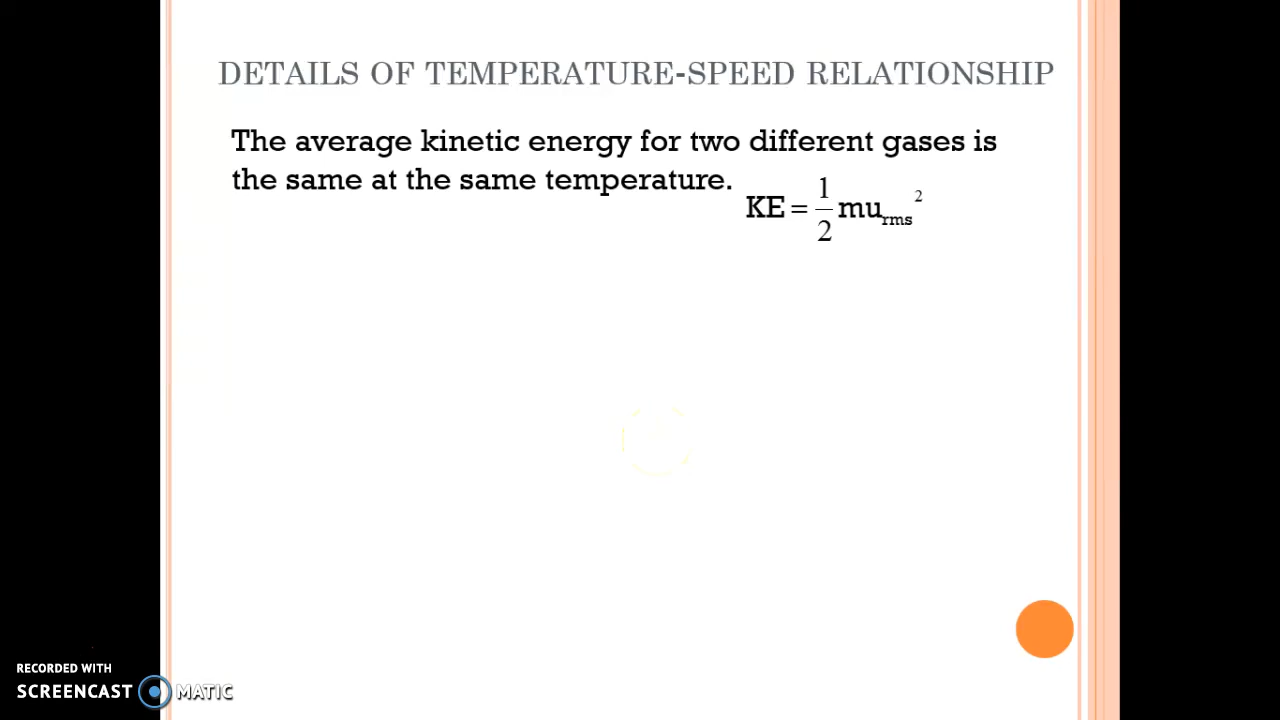 DETAILS OF TEMPERATURE-SPEED RELATIONSHIP
The average kinetic energy for two different gases is
the same at the same temperature.
KE = 1/2 mu_rms^2
RECORDED WITH
SCREENCAST MATIC